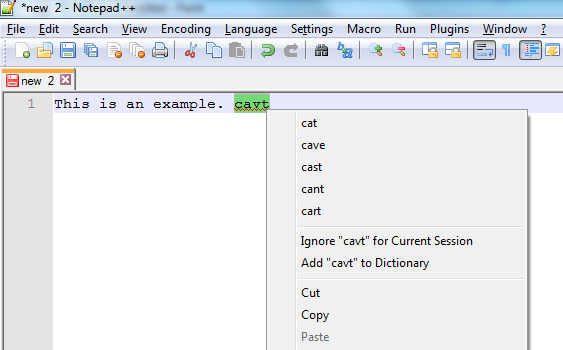 *new 2 - Notepad++
File Edit Search View Encoding Language Settings Macro Run Plugins Window ?
new 2
1 This is an example. cavt
cat
cave
cast
cant
cart
Ignore "cavt" for Current Session
Add "cavt" to Dictionary
Cut
Copy
Paste